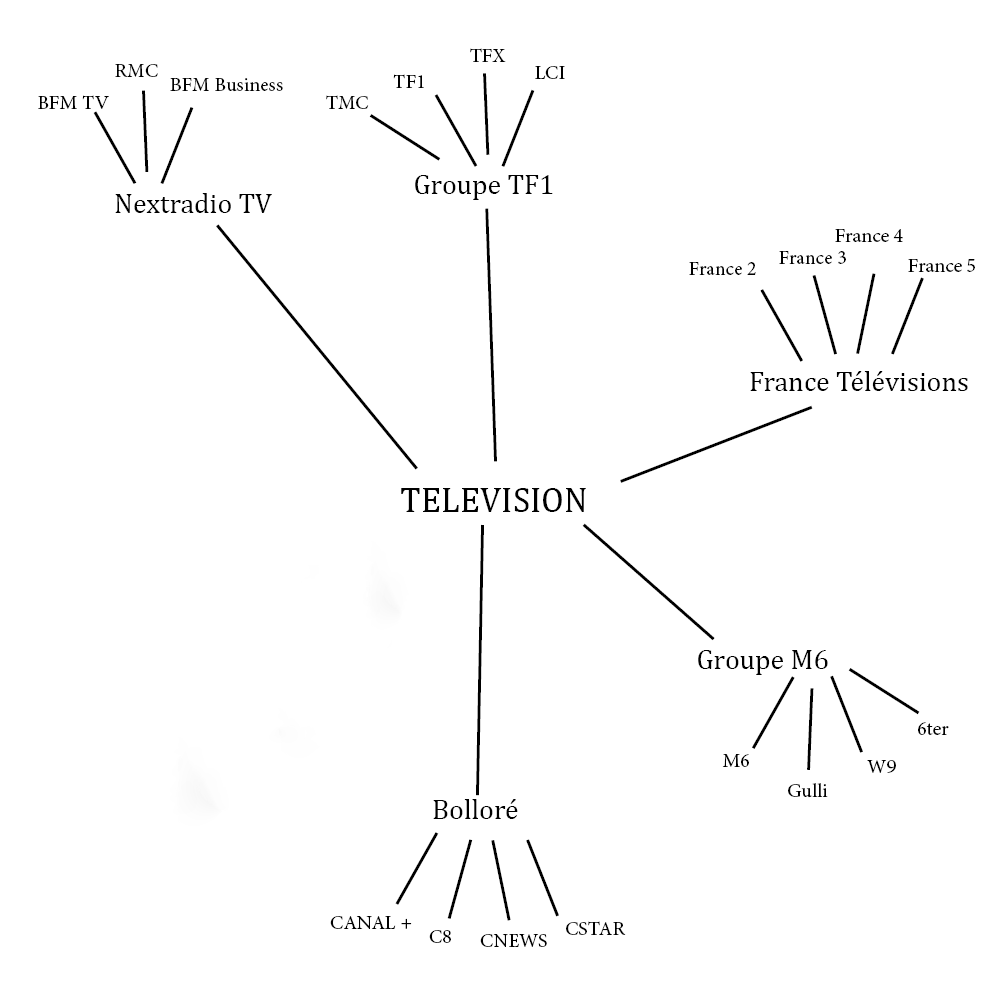 BFM TV
RMC
BFM Business
Nextradio TV
TMC
TF1
TFX
LCI
Groupe TF1
France 2
France 3
France 4
France 5
France Télévisions
TELEVISION
Groupe M6
M6
Gulli
W9
6ter
Bolloré
CANAL +
C8
CNEWS
CSTAR